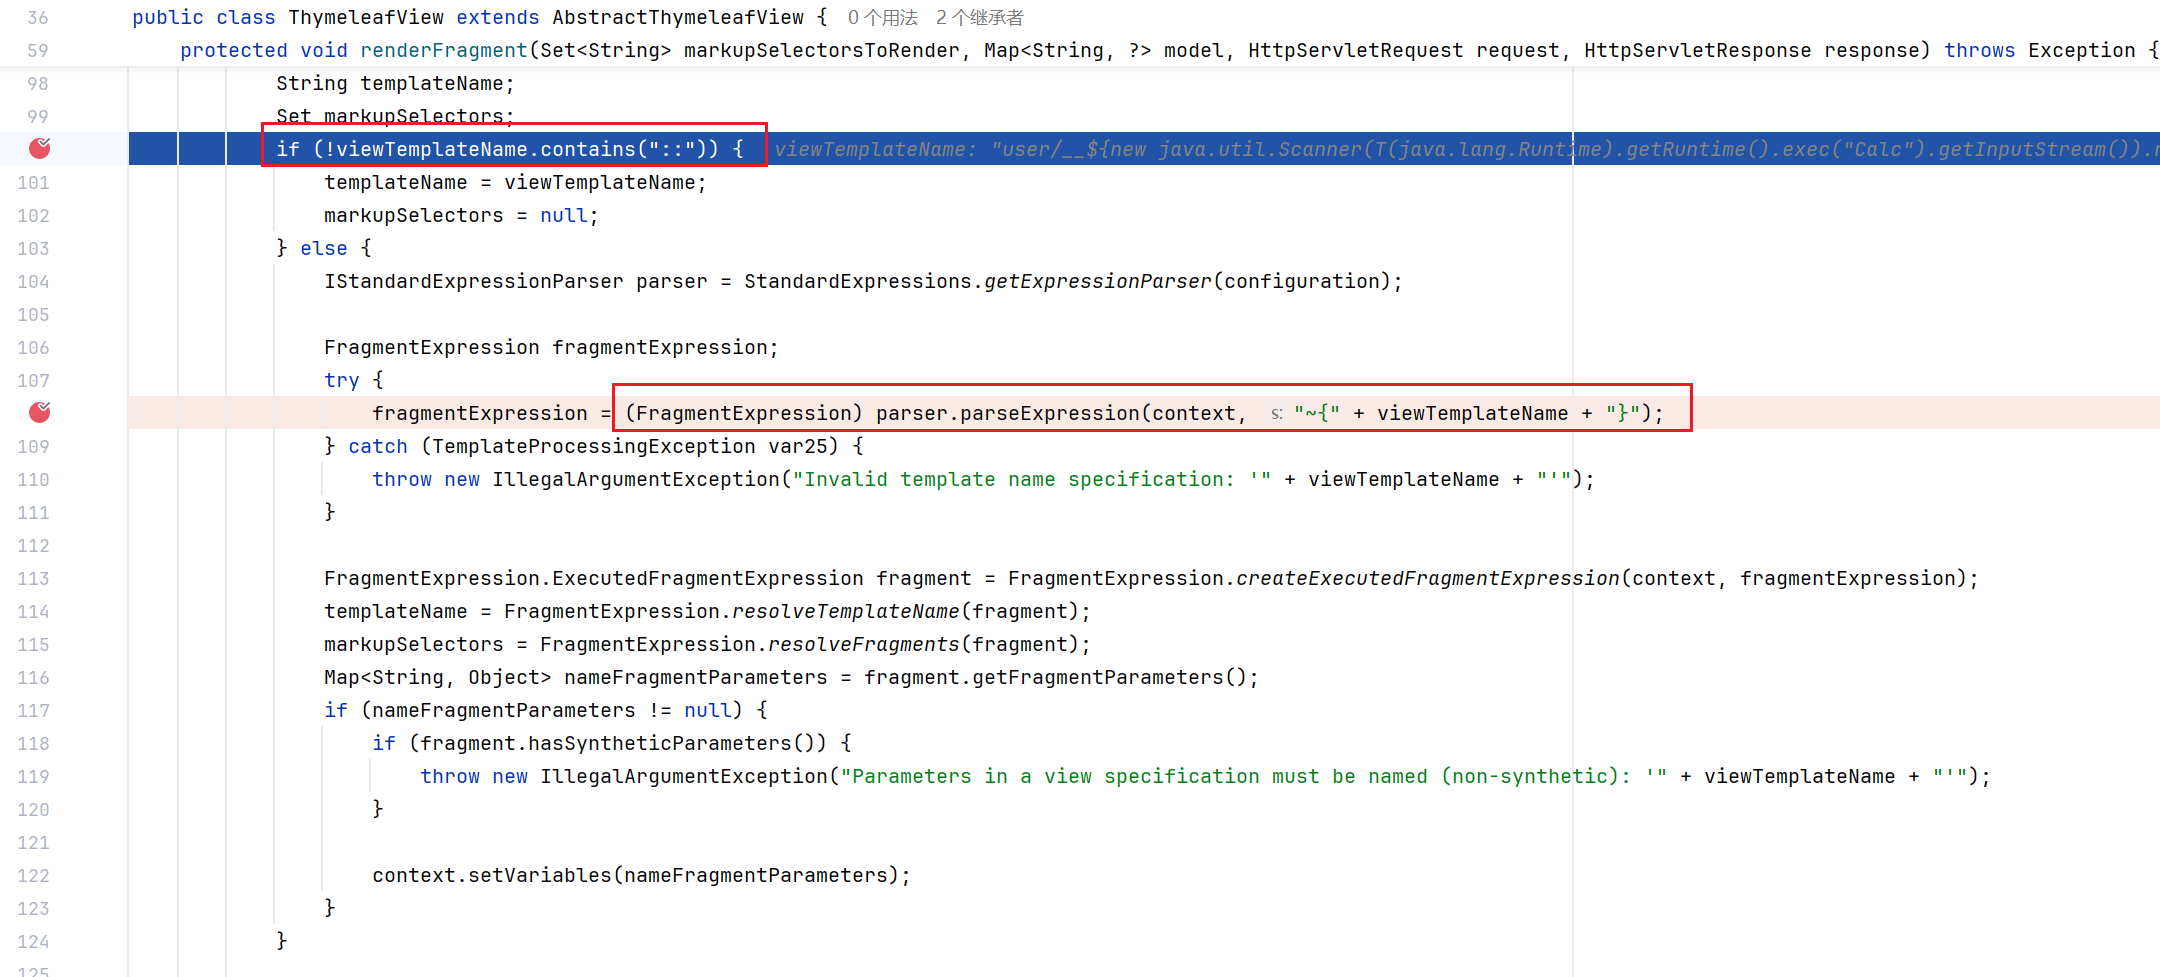 36 public class ThymeleafView extends AbstractThymeleafView { 0 个用法 2 个继承者
59 protected void renderFragment(Set<String> markupSelectorsToRender, Map<String, ?> model, HttpServletRequest request, HttpServletResponse response) throws Exception {
98 String templateName;
99 Set markupSelectors;
if (!viewTemplateName.contains("::")) { viewTemplateName: "user/__${new java.util.Scanner(T(java.lang.Runtime).getRuntime().exec("Calc").getInputStream()).
101 templateName = viewTemplateName;
102 markupSelectors = null;
103 } else {
104 IStandardExpressionParser parser = StandardExpressions.getExpressionParser(configuration);
105
106 FragmentExpression fragmentExpression;
107 try {
fragmentExpression = (FragmentExpression) parser.parseExpression(context, s: "~{" + viewTemplateName + "}");
109 } catch (TemplateProcessingException var25) {
110 throw new IllegalArgumentException("Invalid template name specification: '" + viewTemplateName + "'");
111 }
112
113 FragmentExpression.ExecutedFragmentExpression fragment = FragmentExpression.createExecutedFragmentExpression(context, fragmentExpression);
114 templateName = FragmentExpression.resolveTemplateName(fragment);
115 markupSelectors = FragmentExpression.resolveFragments(fragment);
116 Map<String, Object> nameFragmentParameters = fragment.getFragmentParameters();
117 if (nameFragmentParameters != null) {
118 if (fragment.hasSyntheticParameters()) {
119 throw new IllegalArgumentException("Parameters in a view specification must be named (non-synthetic): '" + viewTemplateName + "'");
120 }
121
122 context.setVariables(nameFragmentParameters);
123 }
124 }
125